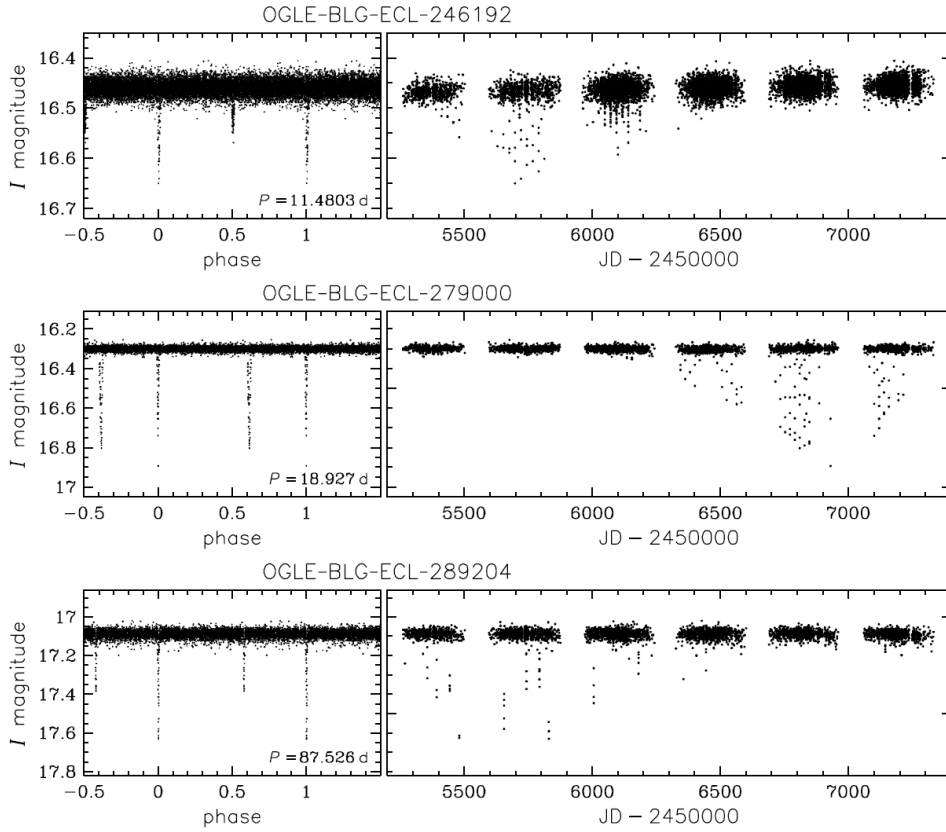 OGLE-BLG-ECL-246192
I magnitude
16.4
16.5
16.6
16.7
P = 11.4803 d
-0.5 0 0.5 1
phase
5500 6000 6500 7000
JD - 2450000
OGLE-BLG-ECL-279000
I magnitude
16.2
16.4
16.6
16.8
17
P = 18.927 d
-0.5 0 0.5 1
phase
5500 6000 6500 7000
JD - 2450000
OGLE-BLG-ECL-289204
I magnitude
17
17.2
17.4
17.6
17.8
P = 87.526 d
-0.5 0 0.5 1
phase
5500 6000 6500 7000
JD - 2450000